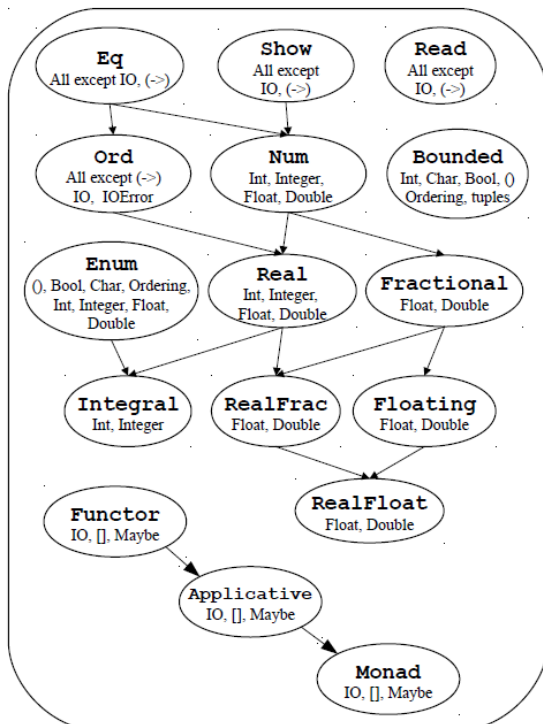 Eq
All except IO, (->)
Show
All except
IO, (->)
Read
All except
IO, (->)
Ord
All except (->)
IO, IOError
Num
Int, Integer,
Float, Double
Bounded
Int, Char, Bool, ()
Ordering, tuples
Enum
(), Bool, Char, Ordering,
Int, Integer, Float,
Double
Real
Int, Integer,
Float, Double
Fractional
Float, Double
Integral
Int, Integer
RealFrac
Float, Double
Floating
Float, Double
RealFloat
Float, Double
Functor
IO, [], Maybe
Applicative
IO, [], Maybe
Monad
IO, [], Maybe